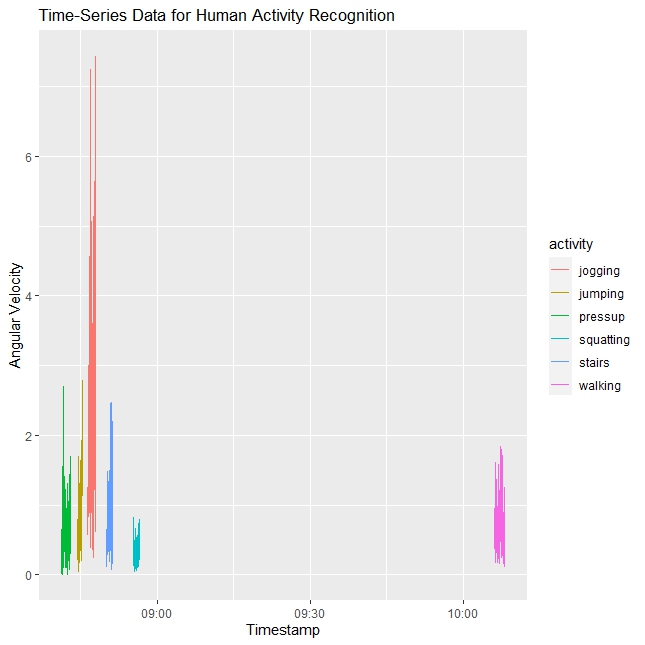 Time-Series Data for Human Activity Recognition
6
4
2
0
Angular Velocity
09:00
09:30
10:00
Timestamp
activity
jogging
jumping
pressup
squatting
stairs
walking